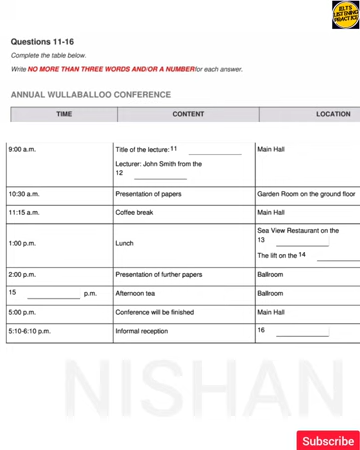 IELTS
LISTENING
PRACTICE
Questions 11-16
Complete the table below.
Write NO MORE THAN THREE WORDS AND/OR A NUMBER for each answer.
ANNUAL WULLABALLOO CONFERENCE
TIME CONTENT LOCATION
9:00 a.m. Title of the lecture: 11 Main Hall
Lecturer: John Smith from the
12
10:30 a.m. Presentation of papers Garden Room on the ground floor
11:15 a.m. Coffee break Main Hall
1:00 p.m. Lunch Sea View Restaurant on the
13
The lift on the 14
2:00 p.m. Presentation of further papers Ballroom
15 p.m. Afternoon tea Ballroom
5:00 p.m. Conference will be finished Main Hall
5:10-6:10 p.m. Informal reception 16
NISHAN
Subscribe